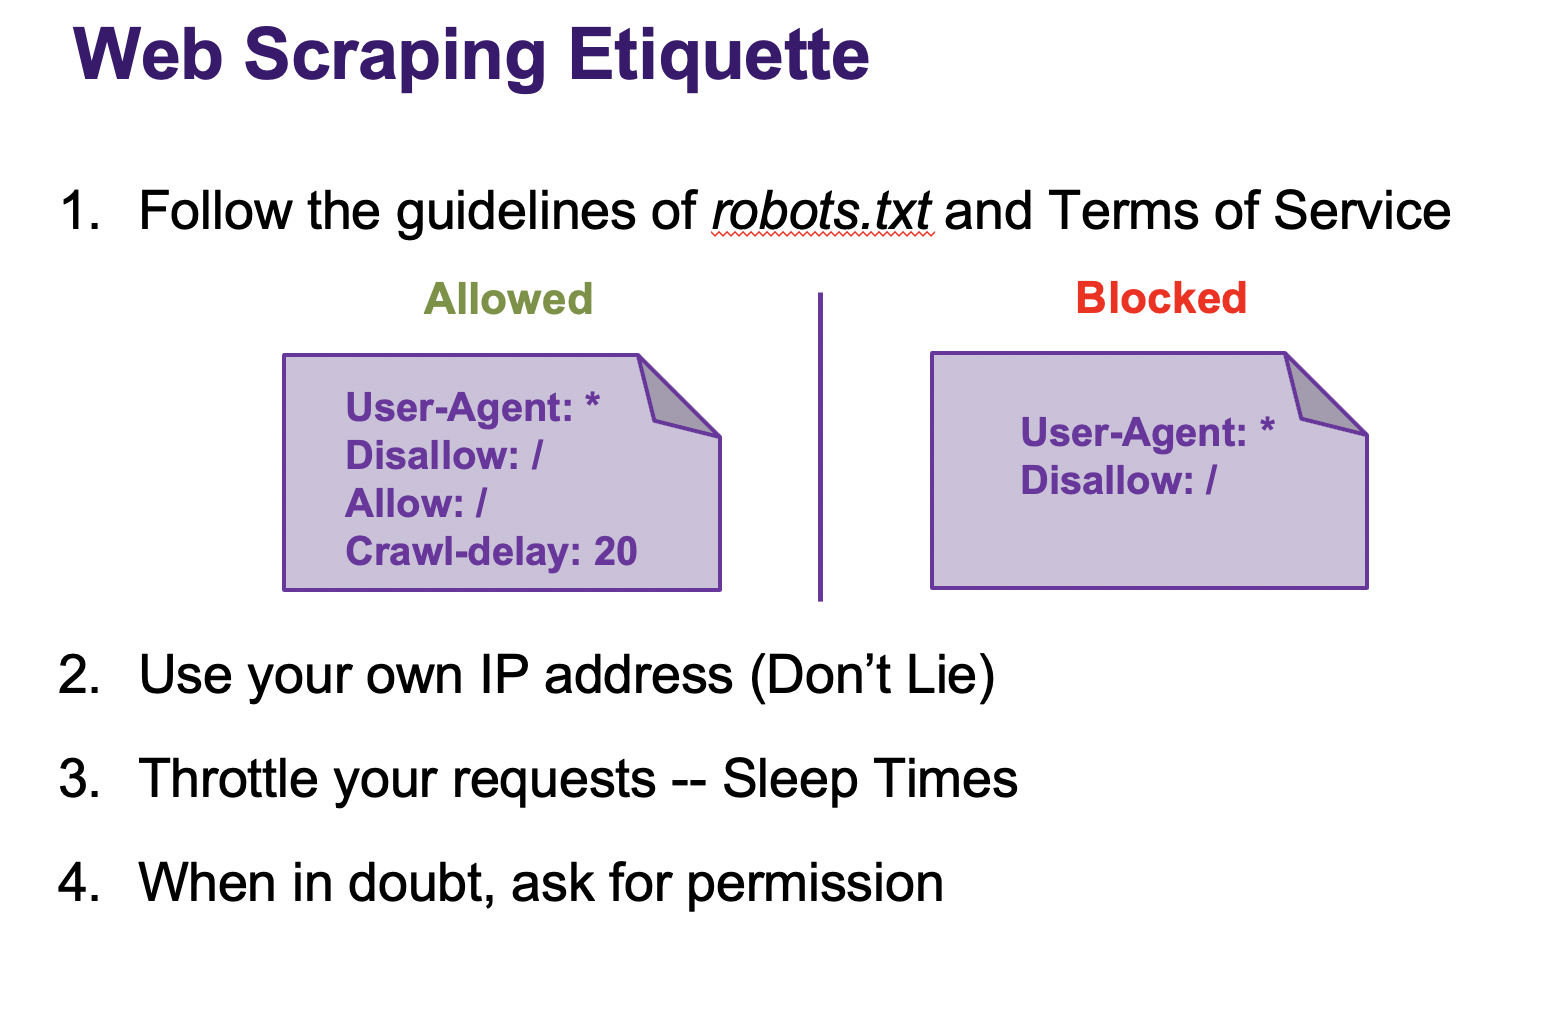 Web Scraping Etiquette
1. Follow the guidelines of robots.txt and Terms of Service
Allowed
User-Agent: *
Disallow: /
Allow: /
Crawl-delay: 20
Blocked
User-Agent: *
Disallow: /
2. Use your own IP address (Don’t Lie)
3. Throttle your requests -- Sleep Times
4. When in doubt, ask for permission